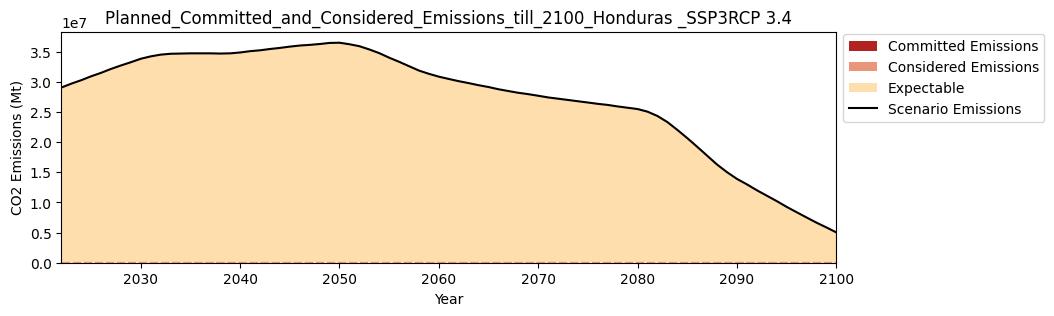 Planned_Committed_and_Considered_Emissions_till_2100_Honduras _SSP3RCP 3.4
1e7
3.5
3.0
2.5
2.0
1.5
1.0
0.5
0.0
CO2 Emissions (Mt)
2030 2040 2050 2060 2070 2080 2090 2100
Year
Committed Emissions
Considered Emissions
Expectable
Scenario Emissions